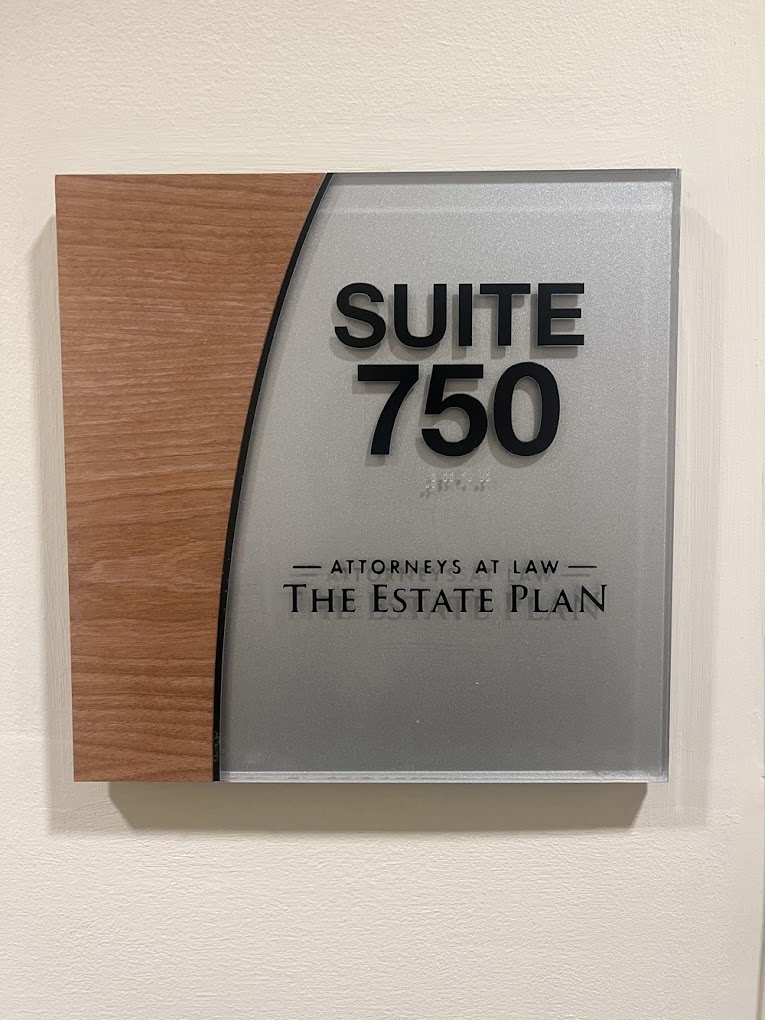 SUITE
750
— ATTORNEYS AT LAW —
THE ESTATE PLAN